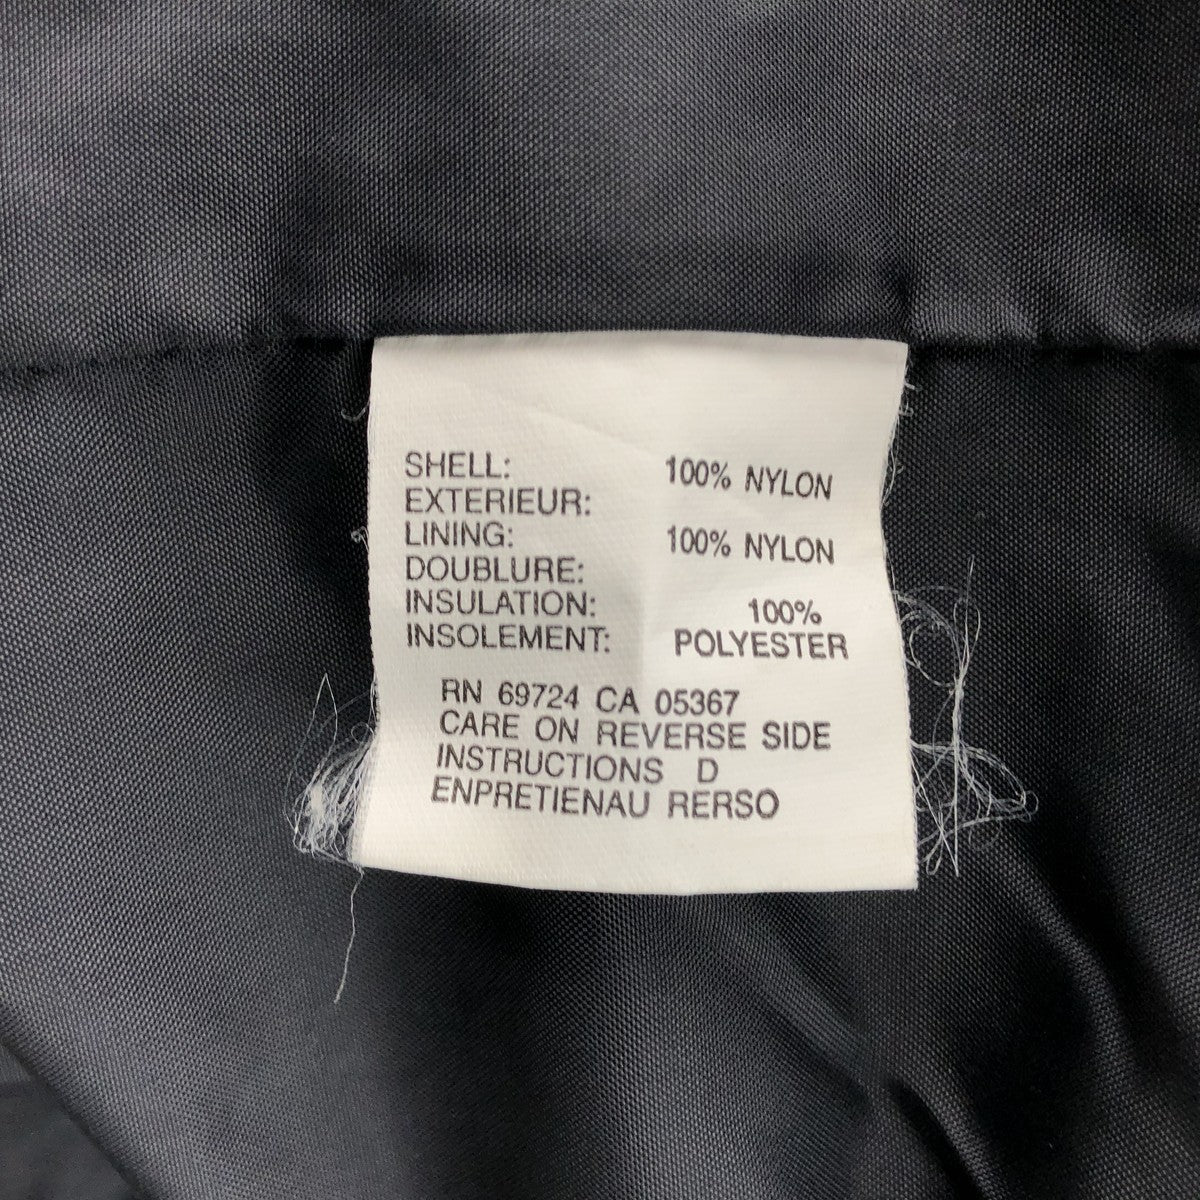 SHELL: 100% NYLON
EXTERIEUR:
LINING: 100% NYLON
DOUBLURE:
INSULATION: 100%
INSOLEMENT: POLYESTER
RN 69724 CA 05367
CARE ON REVERSE SIDE
INSTRUCTIONS D
ENPRETIENAU RERSO